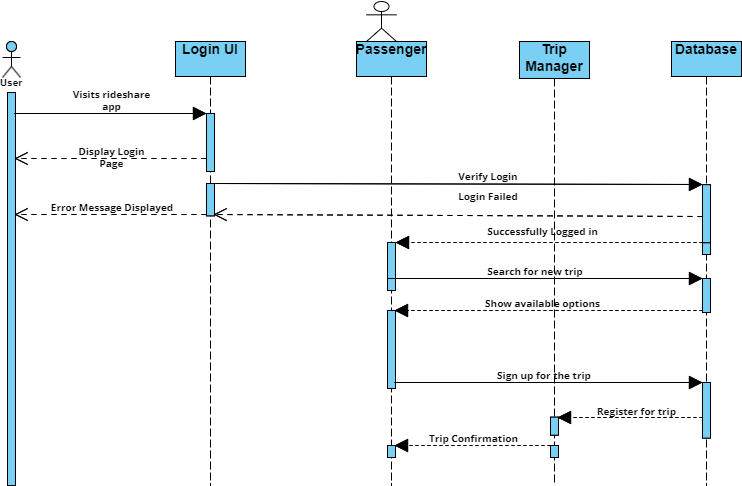 Login UI
Passenger
Trip
Manager
Database
User
Visits rideshare
app
Display Login
Page
Verify Login
Login Failed
Error Message Displayed
Successfully Logged in
Search for new trip
Show available options
Sign up for the trip
Register for trip
Trip Confirmation